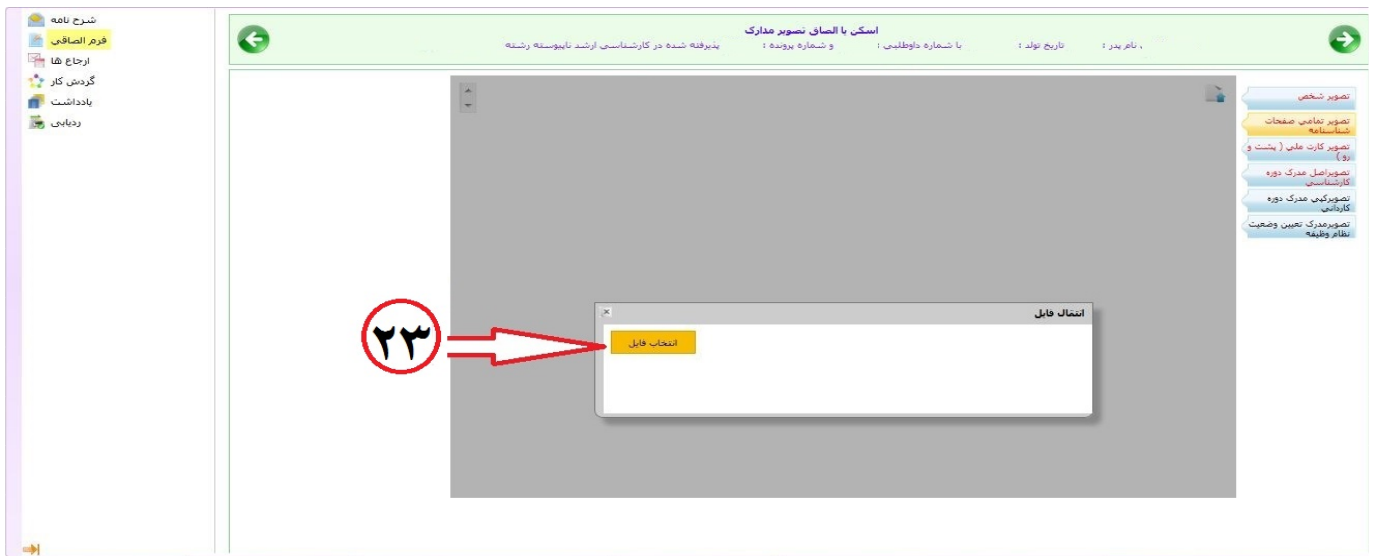 اسکن یا الصاق تصویر مدارک
، نام پدر : تاریخ تولد : با شماره داوطلبی : و شماره پرونده : پذیرفته شده در کارشناسی ارشد ناپیوسته رشته
تصویر شخص
تصویر تمامی صفحات
شناسنامه
تصویر کارت ملی ( پشت و
رو )
تصویراصل مدرک دوره
کارشناسی
تصویرکپی مدرک دوره
کاردانی
تصویرمدرک تعیین وضعیت
نظام وظیفه
انتقال فایل
انتخاب فایل
۲۳
شرح نامه
فرم الصاقی
ارجاع ها
گردش کار
یادداشت
ردیابی